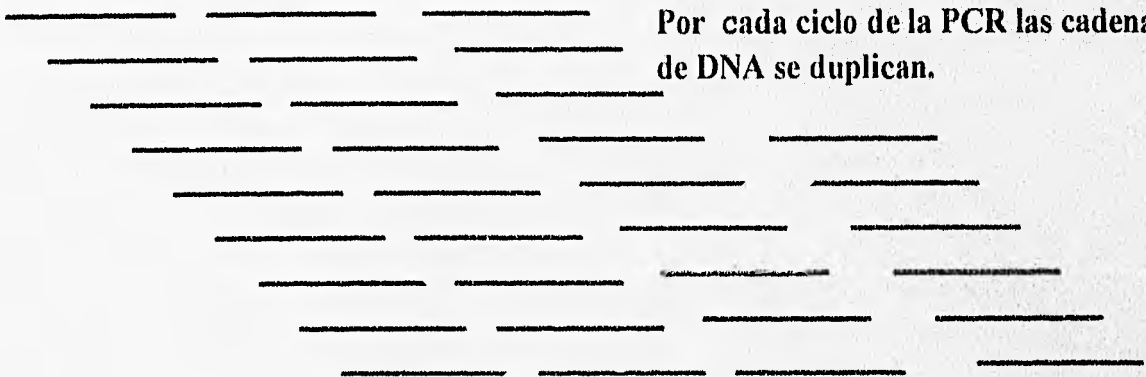 Por cada ciclo de la PCR las cadena
de DNA se duplican.